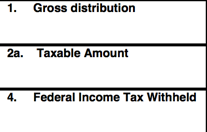 1. Gross distribution
2a. Taxable Amount
4. Federal Income Tax Withheld